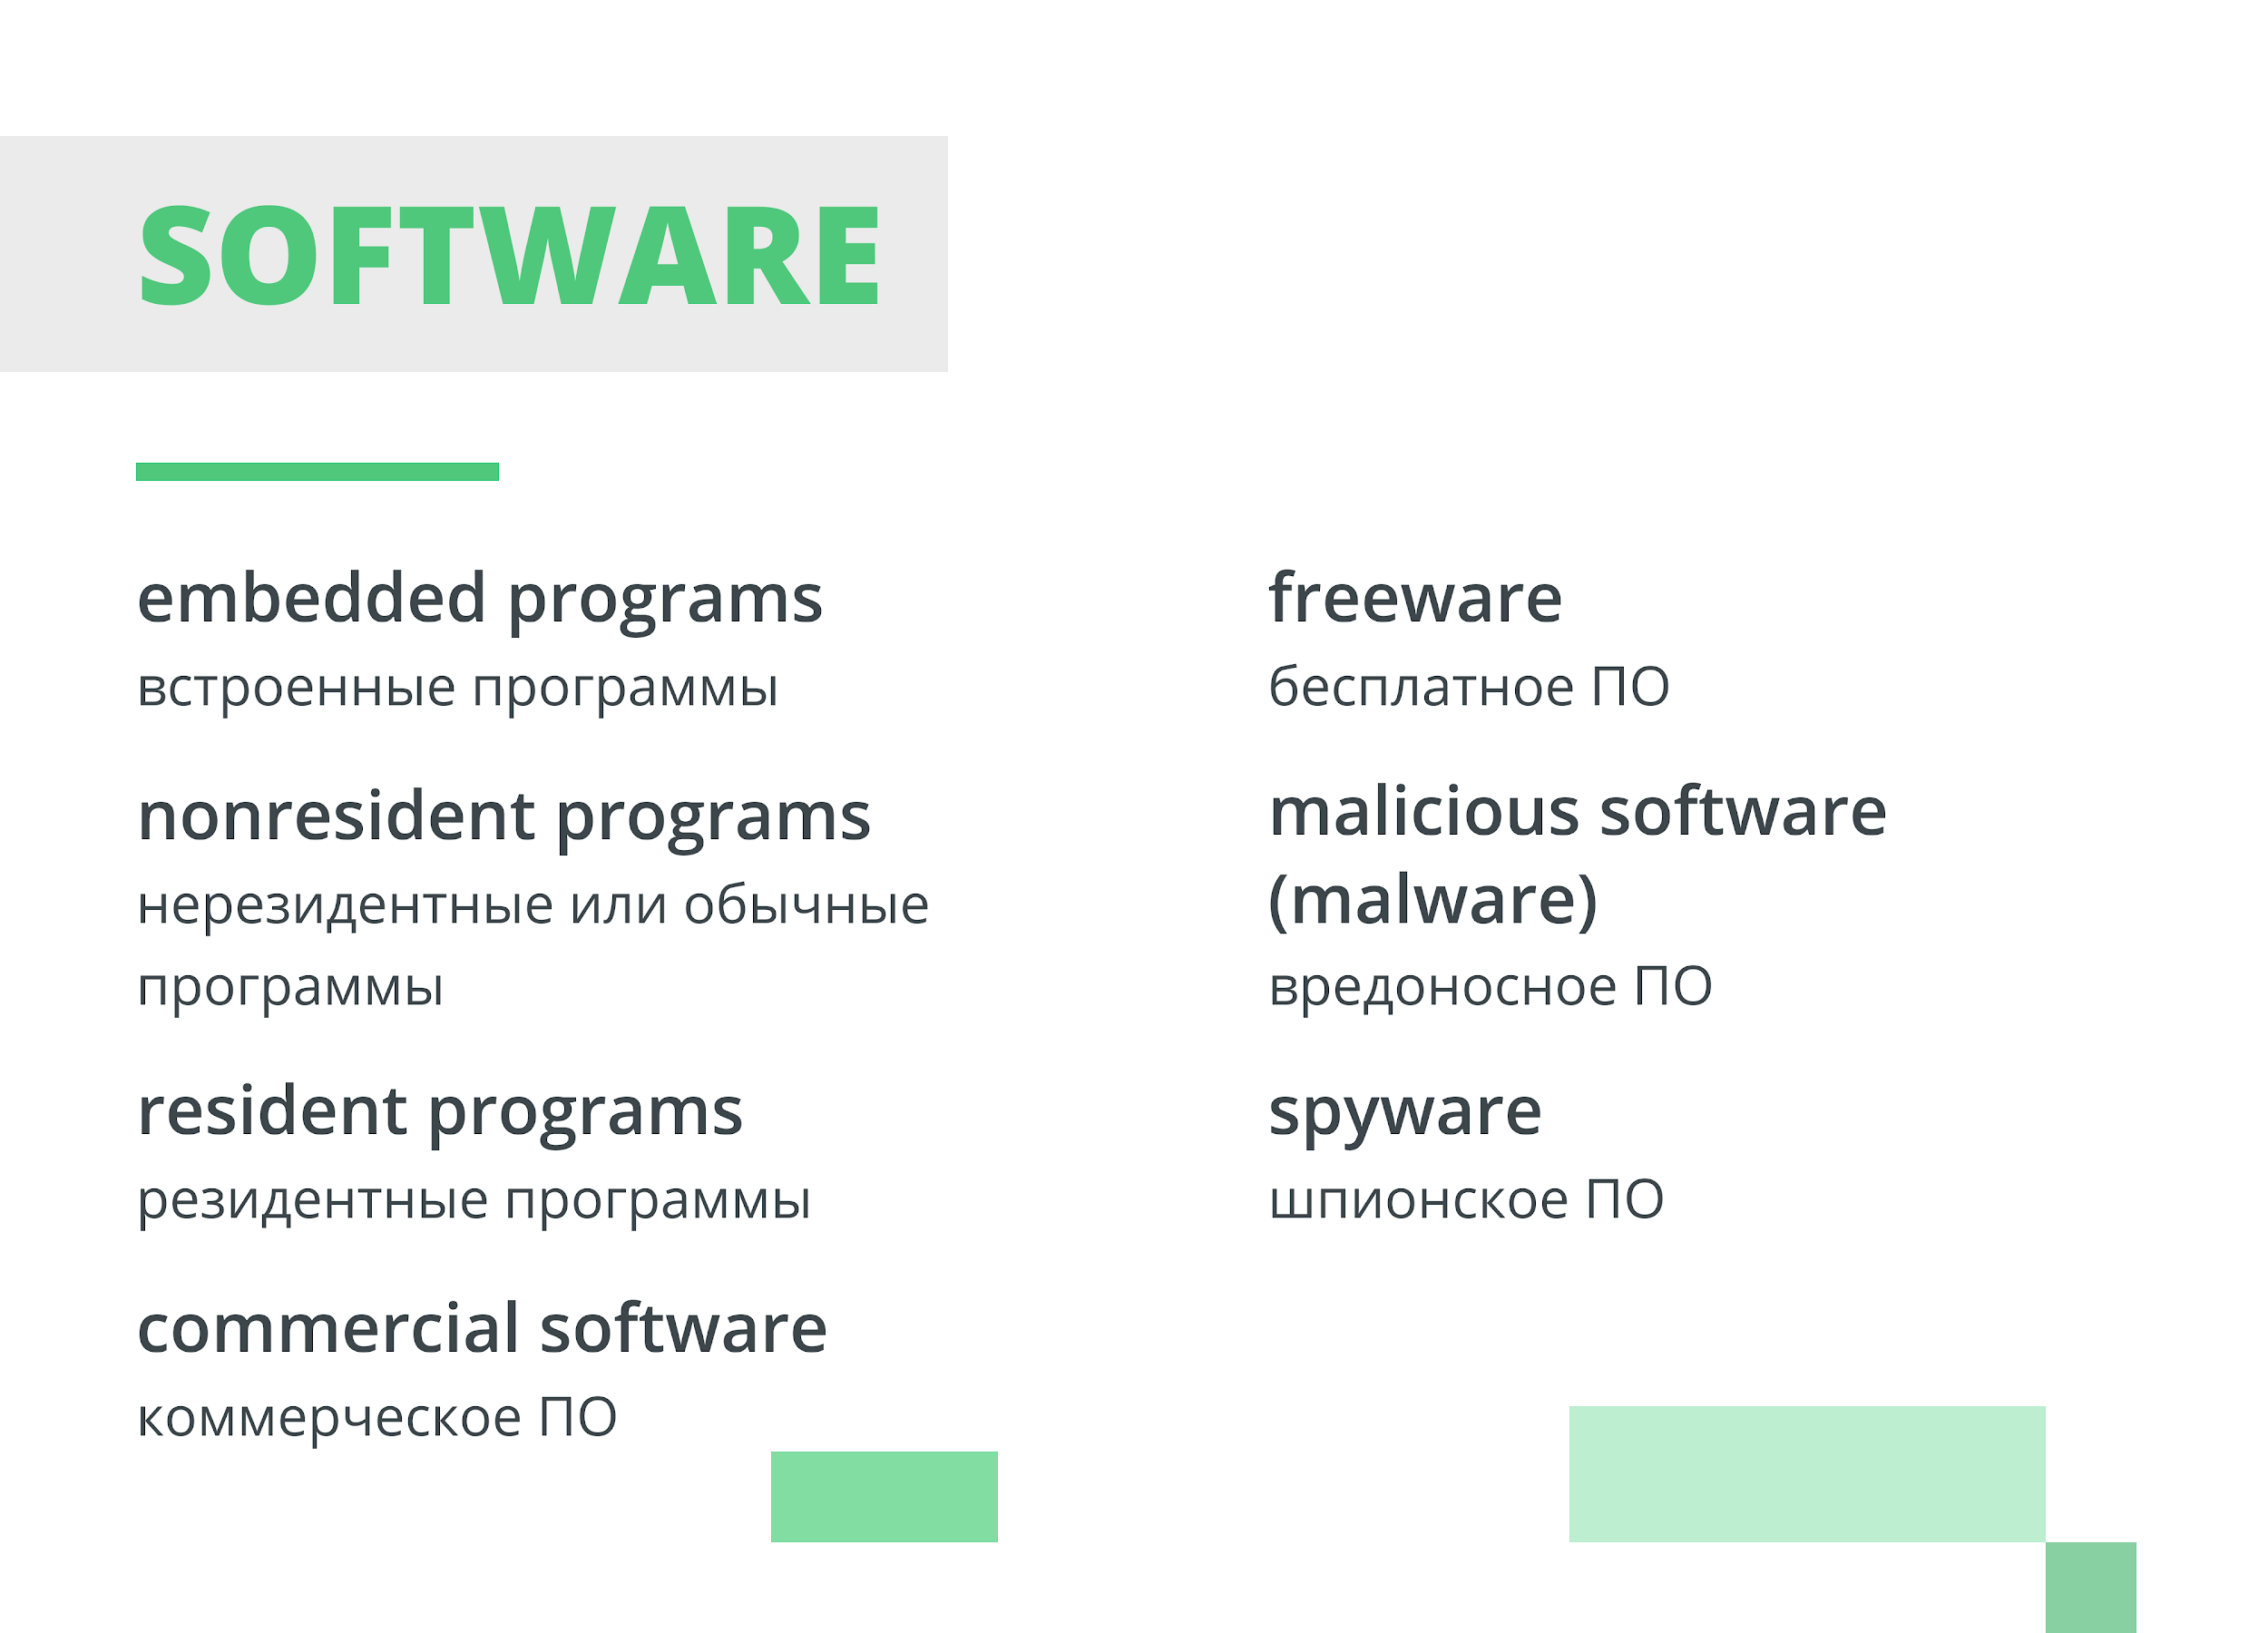 SOFTWARE
embedded programs
встроенные программы
nonresident programs
нерезидентные или обычные
программы
resident programs
резидентные программы
commercial software
коммерческое ПО
freeware
бесплатное ПО
malicious software
(malware)
вредоносное ПО
spyware
шпионское ПО